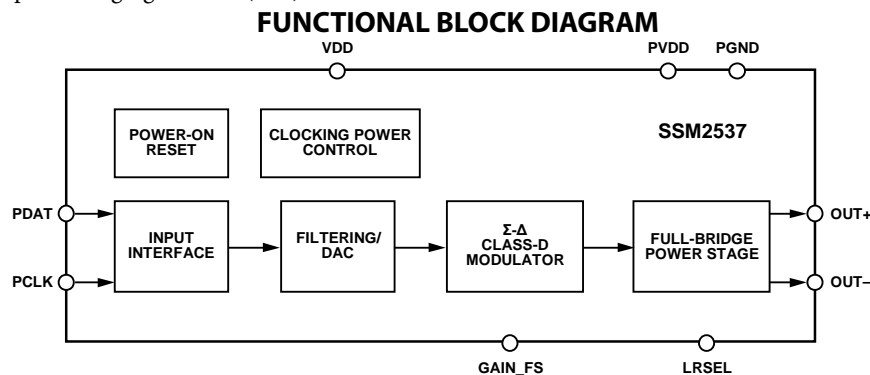 FUNCTIONAL BLOCK DIAGRAM
VDD
PVDD
PGND
POWER-ON
RESET
CLOCKING POWER
CONTROL
SSM2537
PDAT
PCLK
INPUT
INTERFACE
FILTERING/
DAC
Σ-Δ
CLASS-D
MODULATOR
FULL-BRIDGE
POWER STAGE
OUT+
OUT–
GAIN_FS
LRSEL